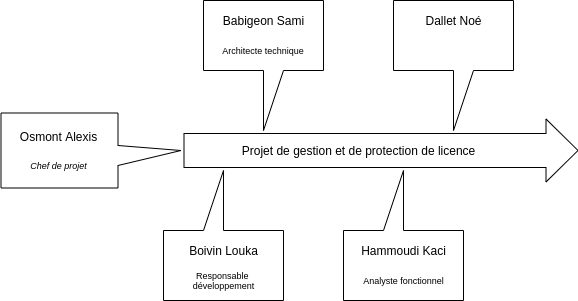 Babigeon Sami
Architecte technique
Dallet Noé
Osmont Alexis
Chef de projet
Projet de gestion et de protection de licence
Boivin Louka
Responsable
développement
Hammoudi Kaci
Analyste fonctionnel